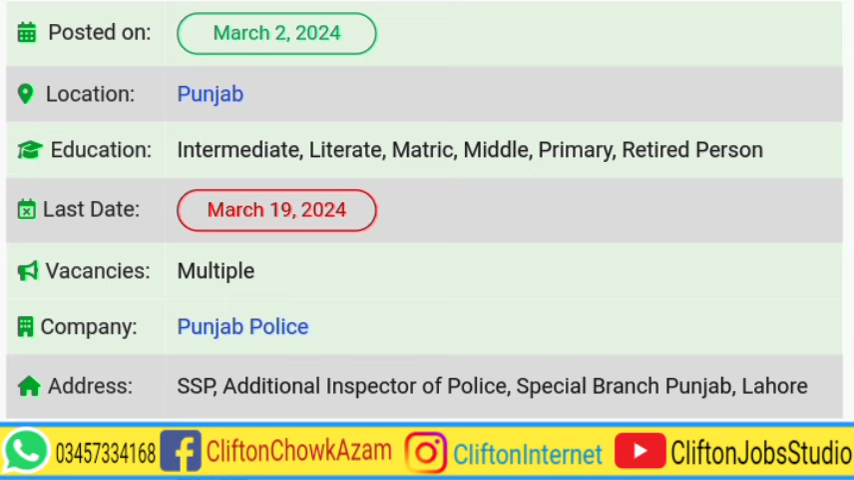 Posted on: March 2, 2024
Location: Punjab
Education: Intermediate, Literate, Matric, Middle, Primary, Retired Person
Last Date: March 19, 2024
Vacancies: Multiple
Company: Punjab Police
Address: SSP, Additional Inspector of Police, Special Branch Punjab, Lahore
03457334168 CliftonChowkAzam CliftonInternet CliftonJobsStudio